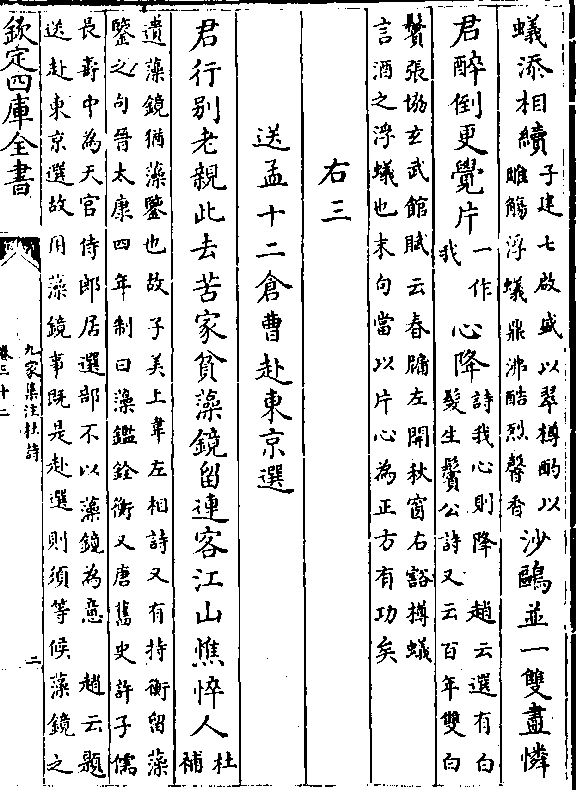 蟻添相續子建七啟盛以翠樽酌以雕觴浮蟻鼎沸酷烈馨香沙鷗並一雙盡憐
君醉倒更覺片一作我心降詩我心則降 趙云選有白髮生鬢公詩又云百年雙白
鬢張協玄武館賦云春牖左開秋窗右豁樽蟻
言酒之浮蟻也末句當以片心為正方有功矣
右三
送孟十二倉曹赴東京選
君行别老親此去苦家貧藻鏡留連客江山憔悴人杜補
遺藻鏡猶藻鑒也故子美上韋左相詩又有持衡留藻
鑒之句晉太康四年制曰藻鑑銓衡又唐舊史許子儒
長壽中為天官侍郎居選部不以藻鏡為意 趙云題
送赴東京選故用藻鏡事既是赴選則須等候藻鏡之
欽定四庫全書
九家集注杜詩
卷三十二
二